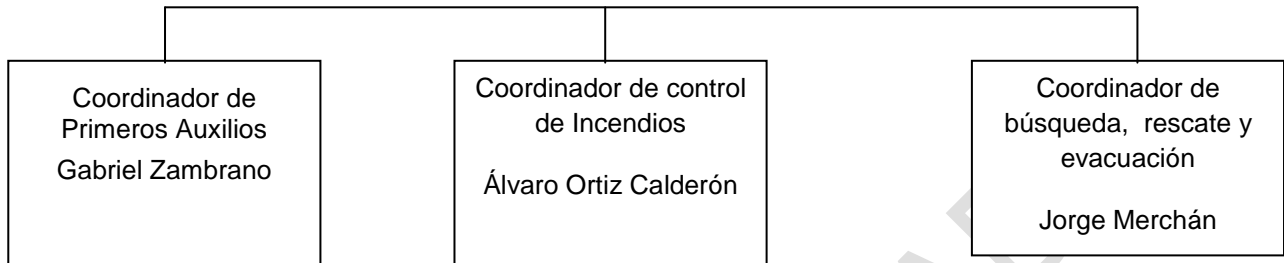 Coordinador de
Primeros Auxilios
Gabriel Zambrano
Coordinador de control
de Incendios
Álvaro Ortiz Calderón
Coordinador de
búsqueda, rescate y
evacuación
Jorge Merchán